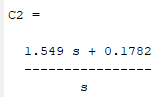 C2 =
1.549 s + 0.1782
----------------
s